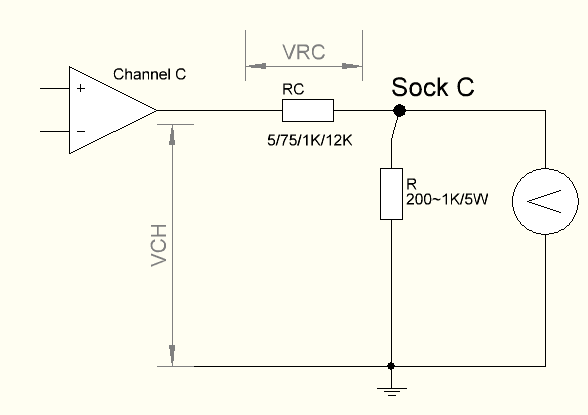 VRC
Channel C
RC
Sock C
+
5/75/1K/12K
−
R
200~1K/5W
VCH
V